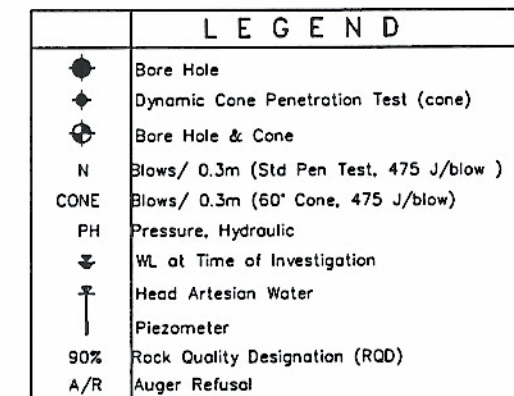 LEGEND
Bore Hole
Dynamic Cone Penetration Test (cone)
Bore Hole & Cone
N Blows/ 0.3m (Std Pen Test, 475 J/blow )
CONE Blows/ 0.3m (60° Cone, 475 J/blow)
PH Pressure, Hydraulic
WL at Time of Investigation
Head Artesian Water
Piezometer
90% Rock Quality Designation (RQD)
A/R Auger Refusal